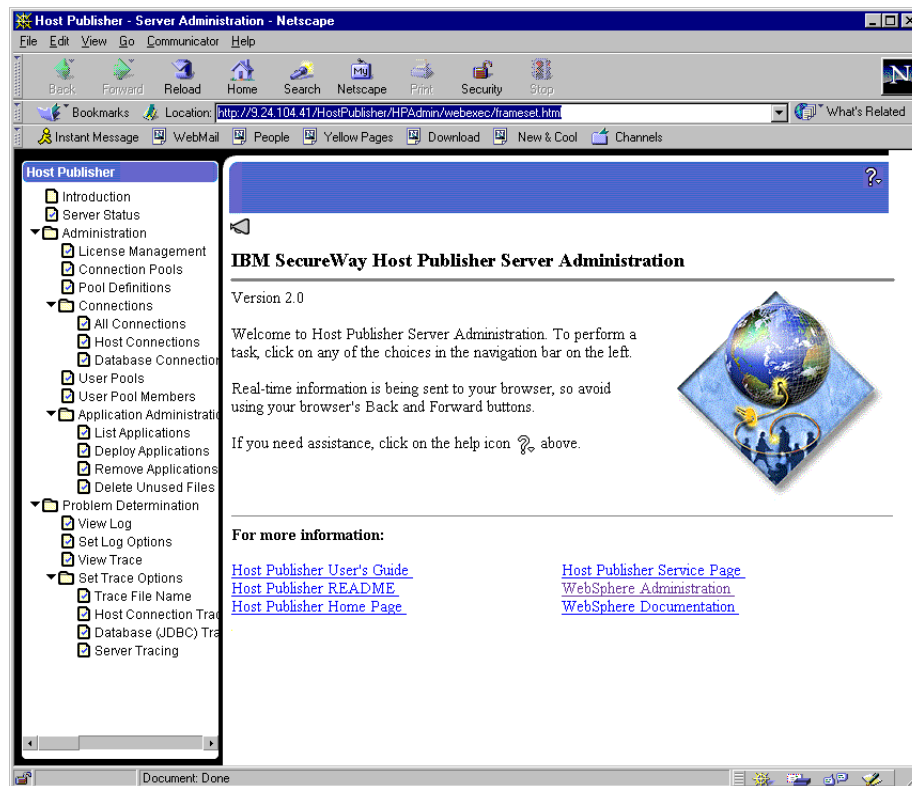 Host Publisher - Server Administration - Netscape
File Edit View Go Communicator Help
Back Forward Reload Home Search Netscape Print Security Stop
My
N
Bookmarks Location: http://9.24.104.41/HostPublisher/HPAdmin/webexec/frameset.html What's Related
Instant Message WebMail People Yellow Pages Download New & Cool Channels
Host Publisher
Introduction
Server Status
Administration
License Management
Connection Pools
Pool Definitions
Connections
All Connections
Host Connections
Database Connection
User Pools
User Pool Members
Application Administratio
List Applications
Deploy Applications
Remove Applications
Delete Unused Files
Problem Determination
View Log
Set Log Options
View Trace
Set Trace Options
Trace File Name
Host Connection Trac
Database (JDBC) Tra
Server Tracing
?
IBM SecureWay Host Publisher Server Administration
Version 2.0
Welcome to Host Publisher Server Administration. To perform a
task, click on any of the choices in the navigation bar on the left.
Real-time information is being sent to your browser, so avoid
using your browser's Back and Forward buttons.
If you need assistance, click on the help icon ? above.
For more information:
Host Publisher User's Guide
Host Publisher README
Host Publisher Home Page
Host Publisher Service Page
WebSphere Administration
WebSphere Documentation
Document: Done